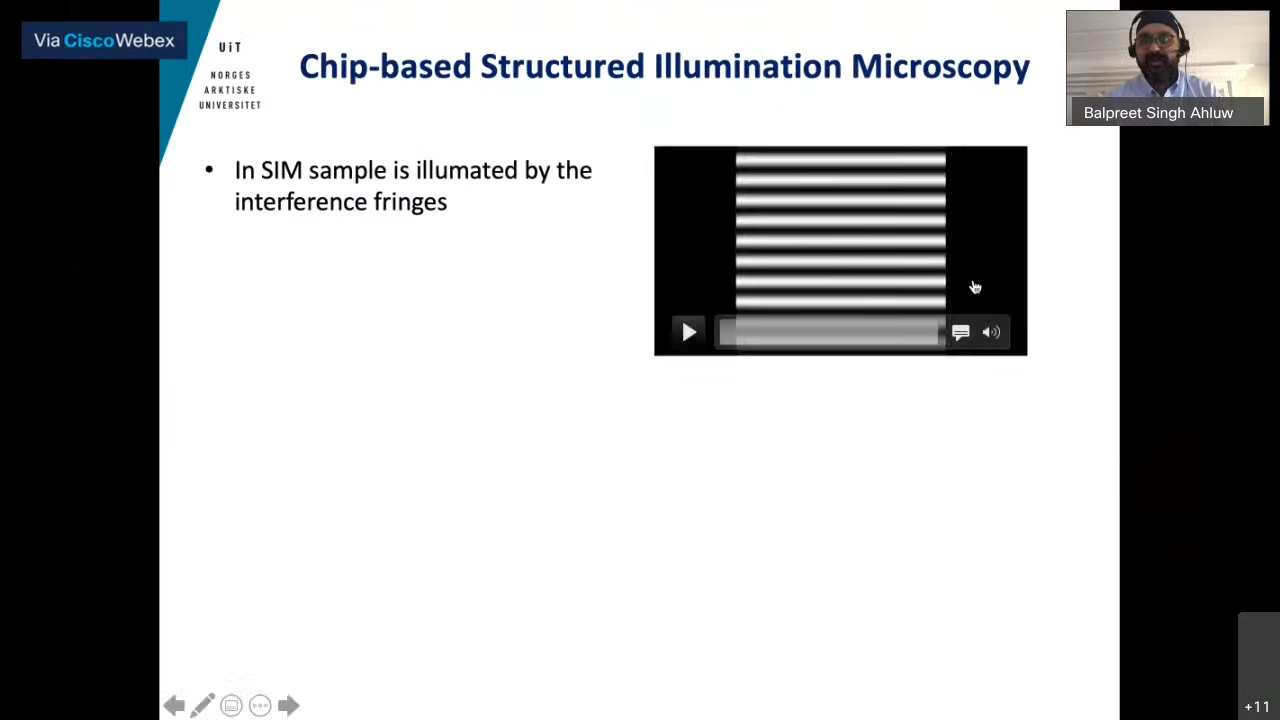 Via CiscoWebex
UiT
NORGES
ARKTISKE
UNIVERSITET
Chip-based Structured Illumination Microscopy
Balpreet Singh Ahluw
• In SIM sample is illumated by the
interference fringes
+11